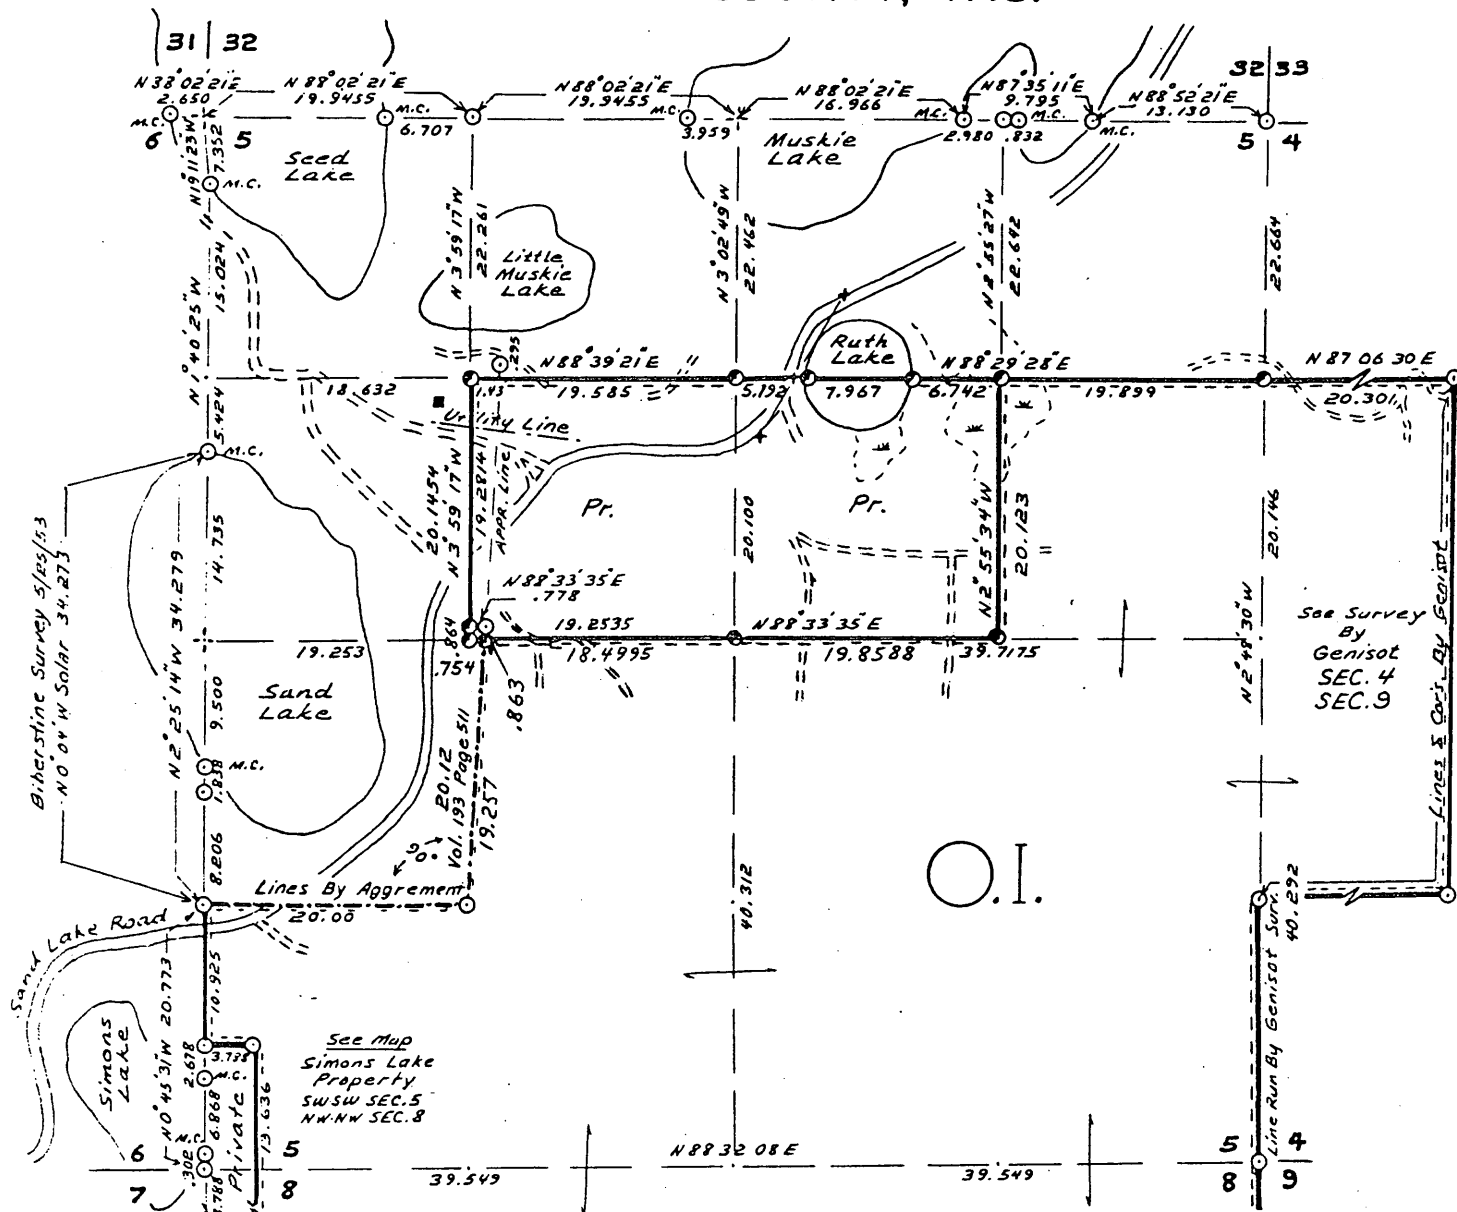 31 | 32
32 33
N 33° 02' 21" E
2.650
N 88° 02' 21" E
19.9455
N 88° 02' 21" E
19.9455
N 88° 02' 21" E
16.966
N 87° 35' 11" E
9.795
N 88° 52' 21" E
13.130
M.C.
M.C.
6.707
M.C.
3.959
M.C.
2.980
.832
M.C.
M.C.
6 5
5 4
N 19° 11' 23" W
7.352
M.C.
Seed
Lake
Muskie
Lake
Little
Muskie
Lake
N 3° 59' 17" W
22.261
N 3° 02' 49" W
22.462
N 2° 55' 27" W
22.642
22.664
N 1° 40' 25" W
15.024
5.424
Ruth
Lake
.295
N 88° 39' 21" E
N 88° 29' 28" E
N 87 06 30 E
18.632
1.43
19.585
5.192
7.967
6.742
19.899
20.301
Utility Line
M.C.
20.1454
N 3° 59' 17" W
19.2814
APPR. Line
Pr.
Pr.
20.100
N 2° 55' 34" W
20.123
20.146
N 2° 48' 30" W
Biherstine Survey 5/25/53
N 0° 04' W Solar 34.273
N 2° 25' 14" W 34.279
14.735
9.500
N 88° 33' 35" E
.778
19.253
.864
.754
19.2535
18.4995
N 88° 33' 35" E
19.8588
39.7175
.863
See Survey
By
Genisot
SEC. 4
SEC. 9
Lines & Cors. By Genisot
Sand
Lake
M.C.
1.838
8.206
20.12
Vol. 193 Page 511
19.257
90°
Lines By Aggrement
20.00
40.312
O.I.
40.292
Line Run By Genisot Surv.
Sand Lake Road
N 0° 45' 31" W 20.773
10.925
Simons
Lake
2.678
3.738
M.C.
6.868
M.C.
.302
.788
Private
13.636
See Map
Simons Lake
Property
SW SW SEC. 5
NW-NW SEC. 8
6 5
7 8
N 88 32 08 E
39.549
39.549
5 4
8 9